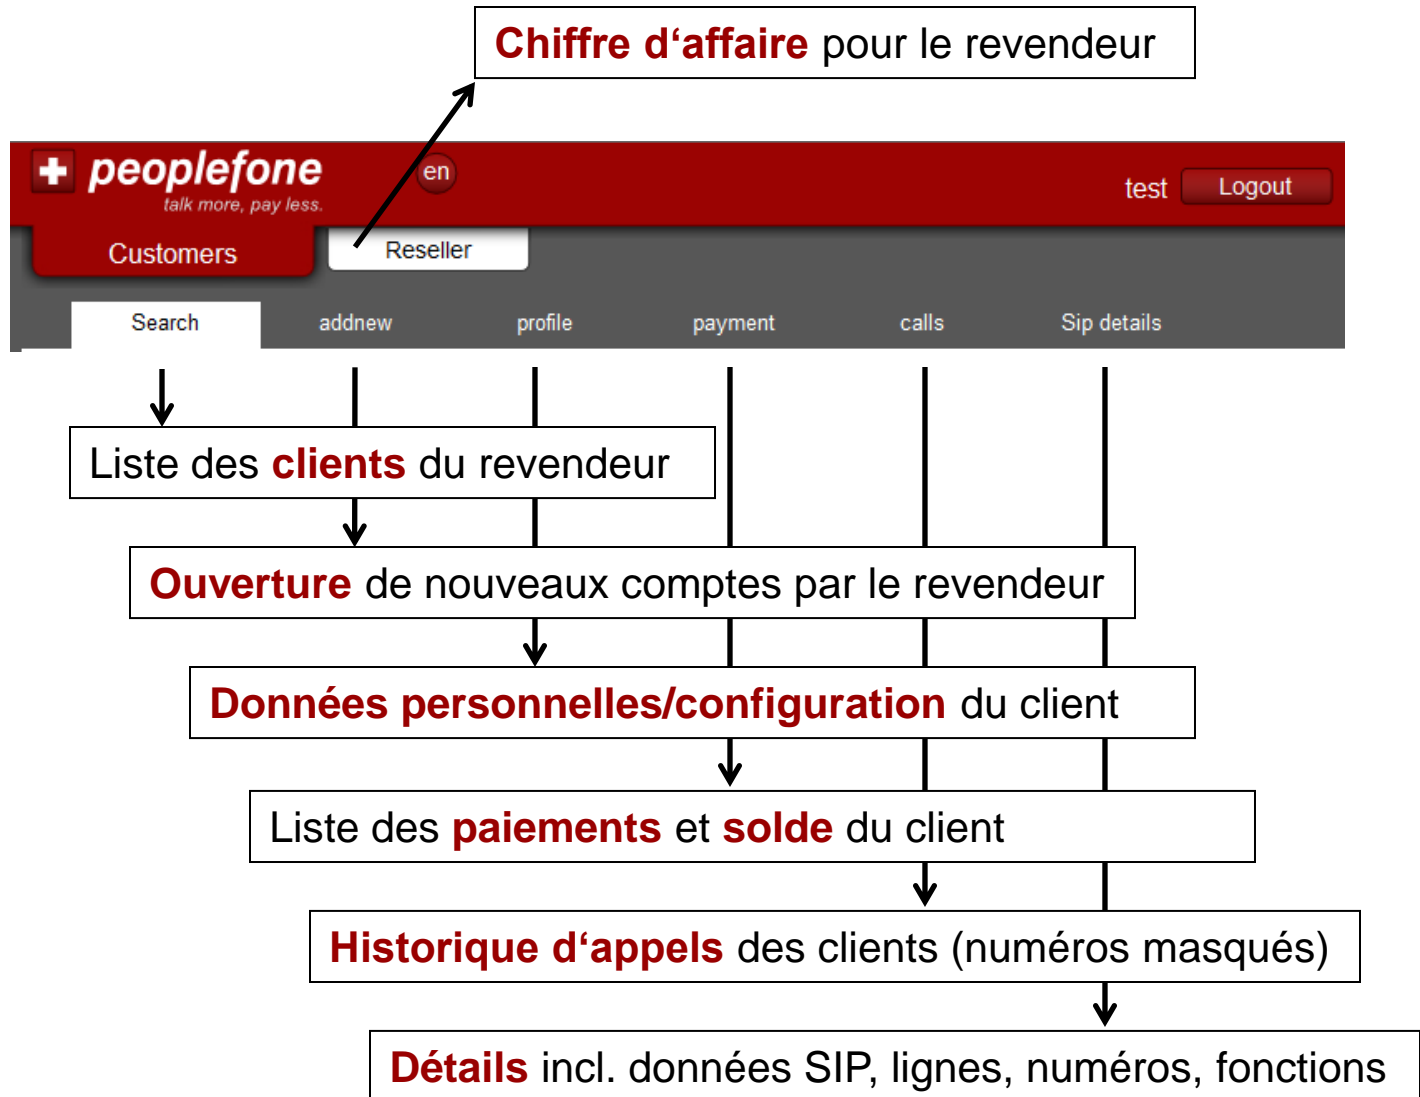 Chiffre d‘affaire pour le revendeur
peoplefone
talk more, pay less.
en
test
Logout
Customers
Reseller
Search
addnew
profile
payment
calls
Sip details
Liste des clients du revendeur
Ouverture de nouveaux comptes par le revendeur
Données personnelles/configuration du client
Liste des paiements et solde du client
Historique d‘appels des clients (numéros masqués)
Détails incl. données SIP, lignes, numéros, fonctions